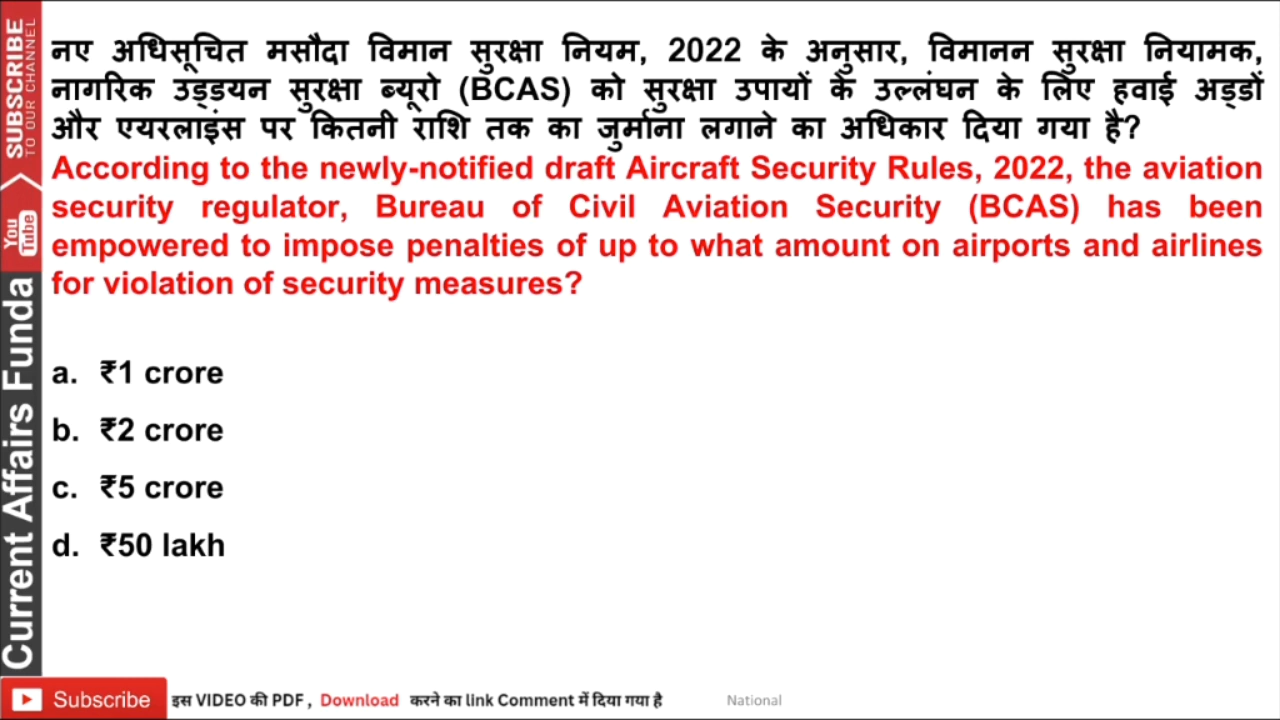 नए अधिसूचित मसौदा विमान सुरक्षा नियम, 2022 के अनुसार, विमानन सुरक्षा नियामक,
नागरिक उड्डयन सुरक्षा ब्यूरो (BCAS) को सुरक्षा उपायों के उल्लंघन के लिए हवाई अड्डों
और एयरलाइंस पर कितनी राशि तक का जुर्माना लगाने का अधिकार दिया गया है?
According to the newly-notified draft Aircraft Security Rules, 2022, the aviation
security regulator, Bureau of Civil Aviation Security (BCAS) has been
empowered to impose penalties of up to what amount on airports and airlines
for violation of security measures?
a. ₹1 crore
b. ₹2 crore
c. ₹5 crore
d. ₹50 lakh
SUBSCRIBE
TO OUR CHANNEL
You Tube
Current Affairs Funda
Subscribe इस VIDEO की PDF , Download करने का link Comment में दिया गया है National